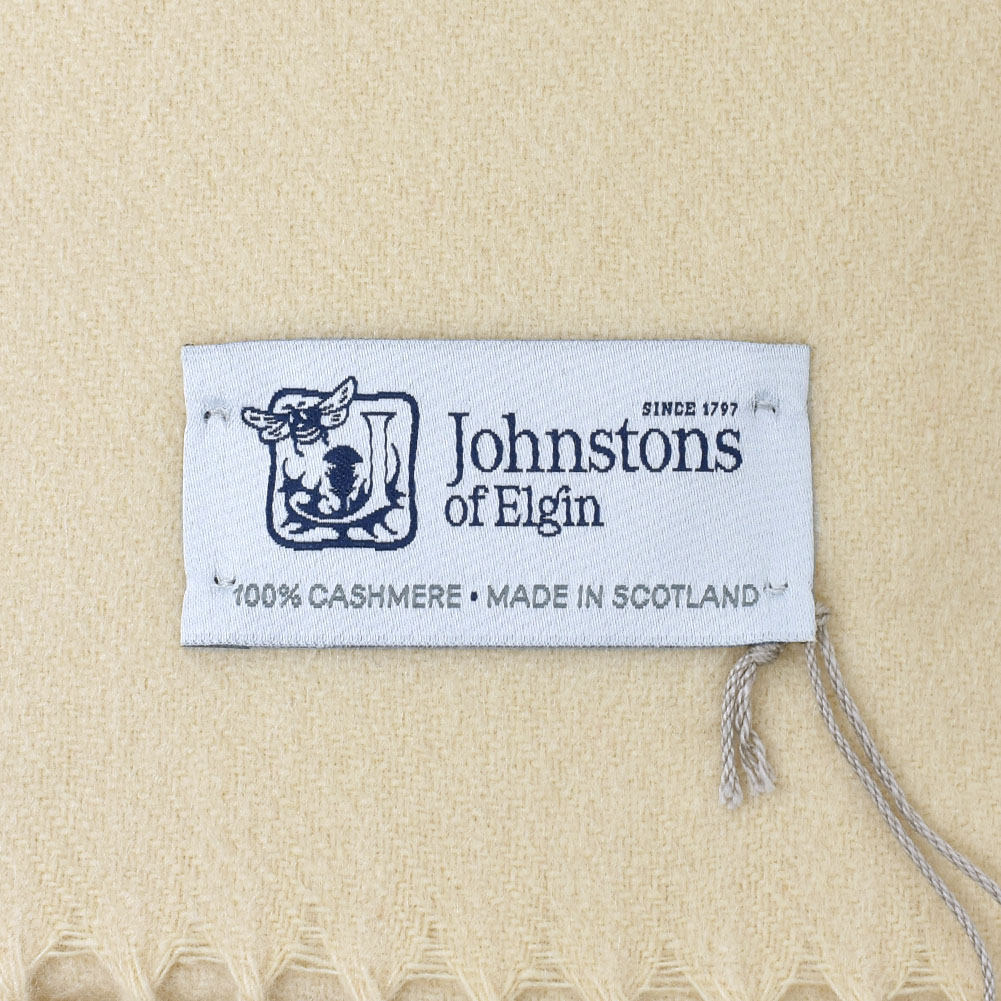 SINCE 1797
Johnstons
of Elgin
100% CASHMERE • MADE IN SCOTLAND